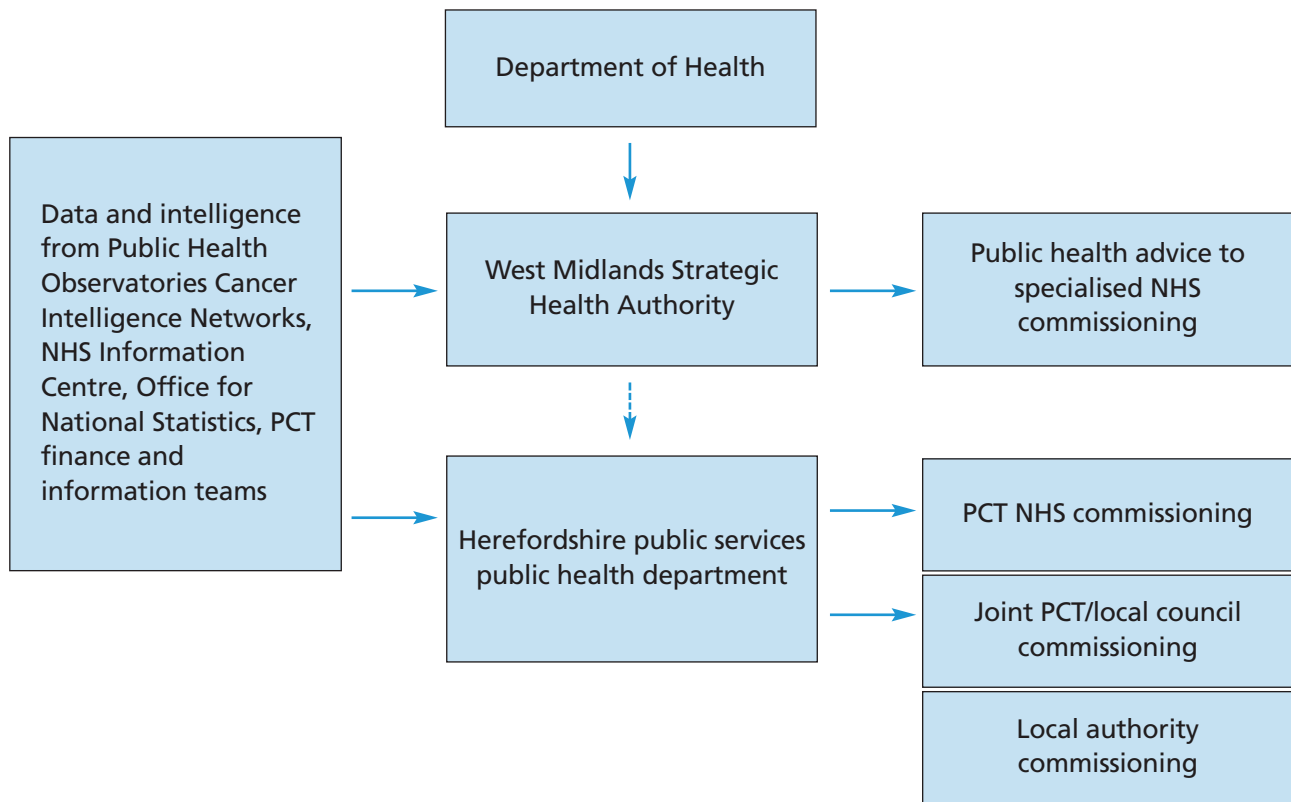 Department of Health
Data and intelligence
from Public Health
Observatories Cancer
Intelligence Networks,
NHS Information
Centre, Office for
National Statistics, PCT
finance and
information teams
West Midlands Strategic
Health Authority
Public health advice to
specialised NHS
commissioning
Herefordshire public services
public health department
PCT NHS commissioning
Joint PCT/local council
commissioning
Local authority
commissioning